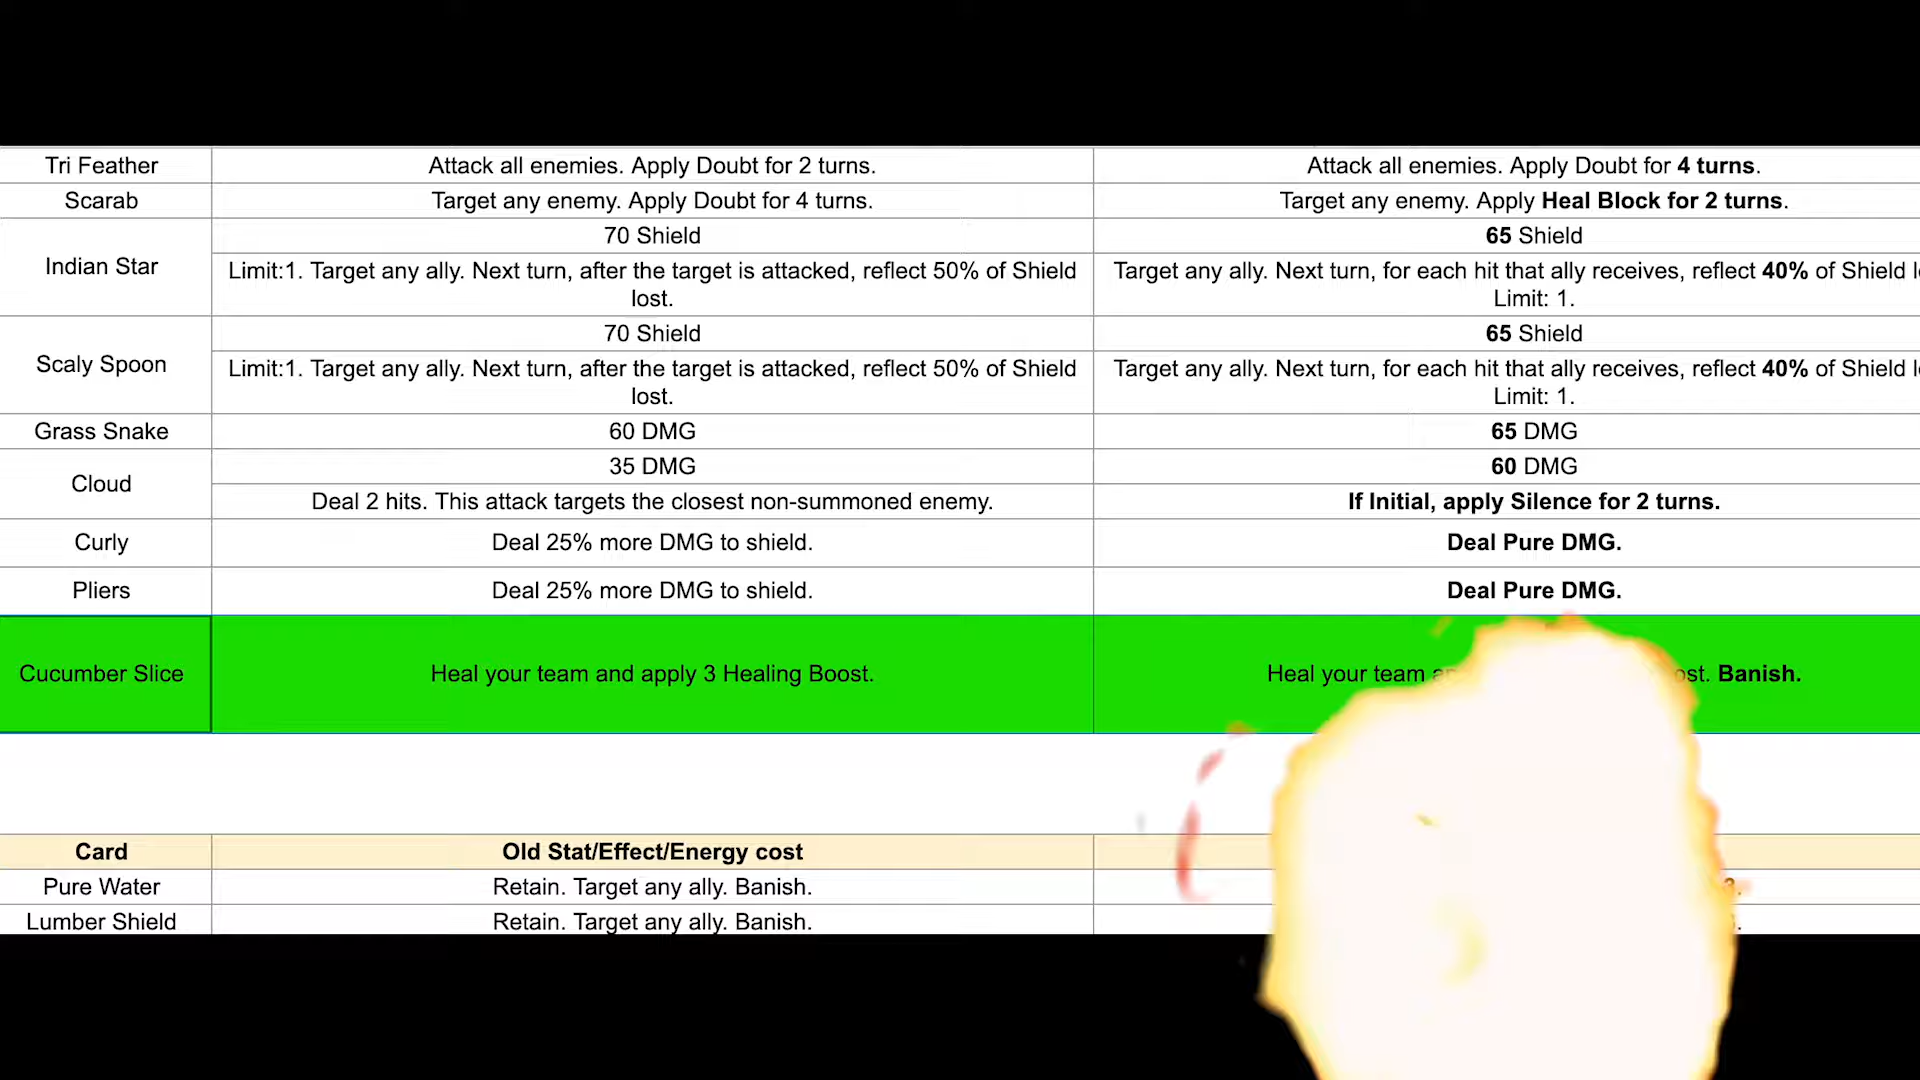 Tri Feather
Attack all enemies. Apply Doubt for 2 turns.
Attack all enemies. Apply Doubt for 4 turns.
Scarab
Target any enemy. Apply Doubt for 4 turns.
Target any enemy. Apply Heal Block for 2 turns.
Indian Star
70 Shield
65 Shield
Limit:1. Target any ally. Next turn, after the target is attacked, reflect 50% of Shield
lost.
Target any ally. Next turn, for each hit that ally receives, reflect 40% of Shield
Limit: 1.
Scaly Spoon
70 Shield
65 Shield
Limit:1. Target any ally. Next turn, after the target is attacked, reflect 50% of Shield
lost.
Target any ally. Next turn, for each hit that ally receives, reflect 40% of Shield
Limit: 1.
Grass Snake
60 DMG
65 DMG
Cloud
35 DMG
60 DMG
Deal 2 hits. This attack targets the closest non-summoned enemy.
If Initial, apply Silence for 2 turns.
Curly
Deal 25% more DMG to shield.
Deal Pure DMG.
Pliers
Deal 25% more DMG to shield.
Deal Pure DMG.
Cucumber Slice
Heal your team and apply 3 Healing Boost.
Heal your team Banish.
Card
Old Stat/Effect/Energy cost
Pure Water
Retain. Target any ally. Banish.
Lumber Shield
Retain. Target any ally. Banish.